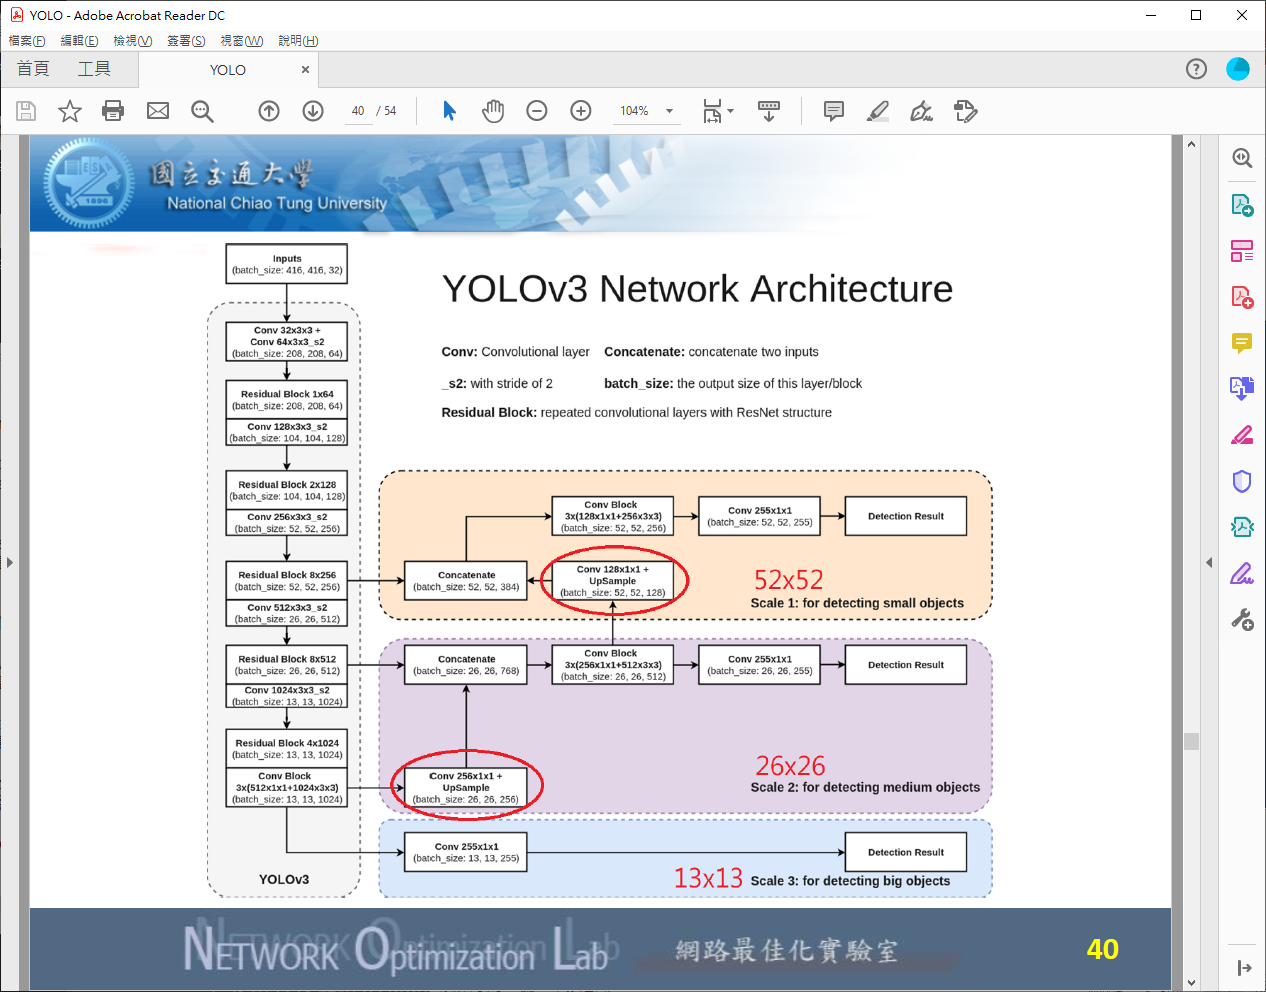 YOLO - Adobe Acrobat Reader DC
檔案(F) 編輯(E) 檢視(V) 簽署(S) 視窗(W) 說明(H)
首頁 工具 YOLO ×
40 / 54 104%
國立交通大學
National Chiao Tung University
1896
YOLOv3 Network Architecture
Conv: Convolutional layer Concatenate: concatenate two inputs
_s2: with stride of 2 batch_size: the output size of this layer/block
Residual Block: repeated convolutional layers with ResNet structure
Inputs
(batch_size: 416, 416, 32)
Conv 32x3x3 +
Conv 64x3x3_s2
(batch_size: 208, 208, 64)
Residual Block 1x64
(batch_size: 208, 208, 64)
Conv 128x3x3_s2
(batch_size: 104, 104, 128)
Residual Block 2x128
(batch_size: 104, 104, 128)
Conv 256x3x3_s2
(batch_size: 52, 52, 256)
Residual Block 8x256
(batch_size: 52, 52, 256)
Conv 512x3x3_s2
(batch_size: 26, 26, 512)
Residual Block 8x512
(batch_size: 26, 26, 512)
Conv 1024x3x3_s2
(batch_size: 13, 13, 1024)
Residual Block 4x1024
(batch_size: 13, 13, 1024)
Conv Block
3x(512x1x1+1024x3x3)
(batch_size: 13, 13, 1024)
YOLOv3
Conv Block
3x(128x1x1+256x3x3)
(batch_size: 52, 52, 256)
Conv 255x1x1
(batch_size: 52, 52, 255)
Detection Result
Concatenate
(batch_size: 52, 52, 384)
Conv 128x1x1 +
UpSample
(batch_size: 52, 52, 128)
52x52
Scale 1: for detecting small objects
Concatenate
(batch_size: 26, 26, 768)
Conv Block
3x(256x1x1+512x3x3)
(batch_size: 26, 26, 512)
Conv 255x1x1
(batch_size: 26, 26, 255)
Detection Result
Conv 256x1x1 +
UpSample
(batch_size: 26, 26, 256)
26x26
Scale 2: for detecting medium objects
Conv 255x1x1
(batch_size: 13, 13, 255)
Detection Result
13x13 Scale 3: for detecting big objects
NETWORK Optimization Lab 網路最佳化實驗室 40